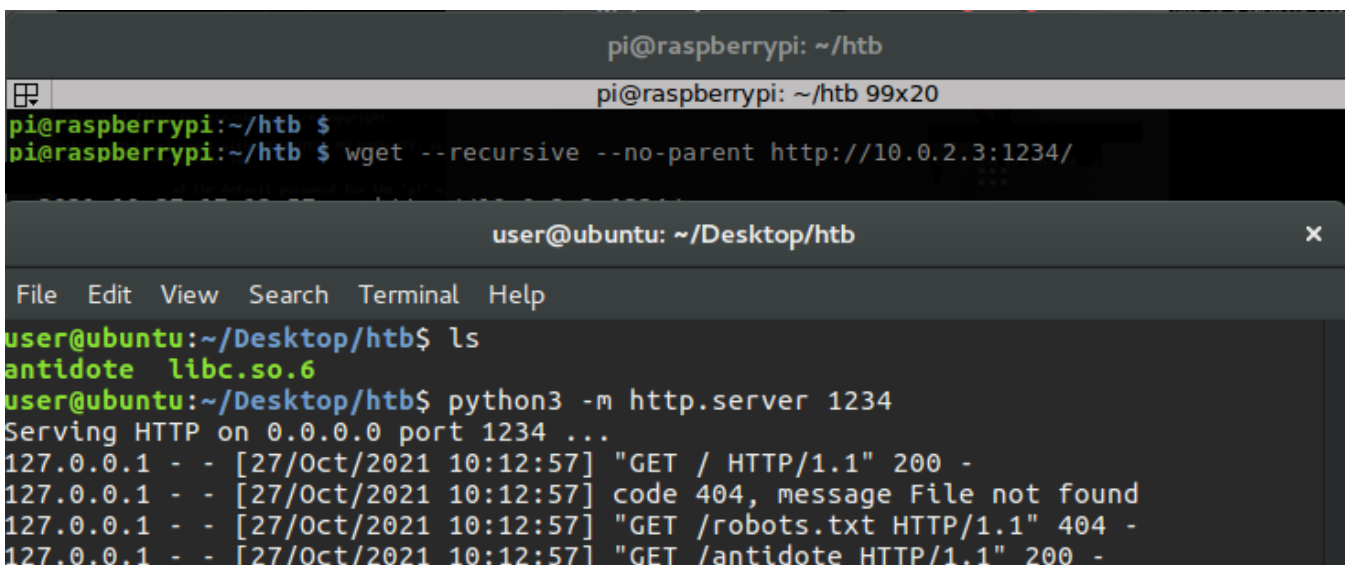 pi@raspberrypi: ~/htb
pi@raspberrypi: ~/htb 99x20
pi@raspberrypi:~/htb $
pi@raspberrypi:~/htb $ wget --recursive --no-parent http://10.0.2.3:1234/
user@ubuntu: ~/Desktop/htb
File Edit View Search Terminal Help
user@ubuntu:~/Desktop/htb$ ls
antidote libc.so.6
user@ubuntu:~/Desktop/htb$ python3 -m http.server 1234
Serving HTTP on 0.0.0.0 port 1234 ...
127.0.0.1 - - [27/Oct/2021 10:12:57] "GET / HTTP/1.1" 200 -
127.0.0.1 - - [27/Oct/2021 10:12:57] code 404, message File not found
127.0.0.1 - - [27/Oct/2021 10:12:57] "GET /robots.txt HTTP/1.1" 404 -
127.0.0.1 - - [27/Oct/2021 10:12:57] "GET /antidote HTTP/1.1" 200 -